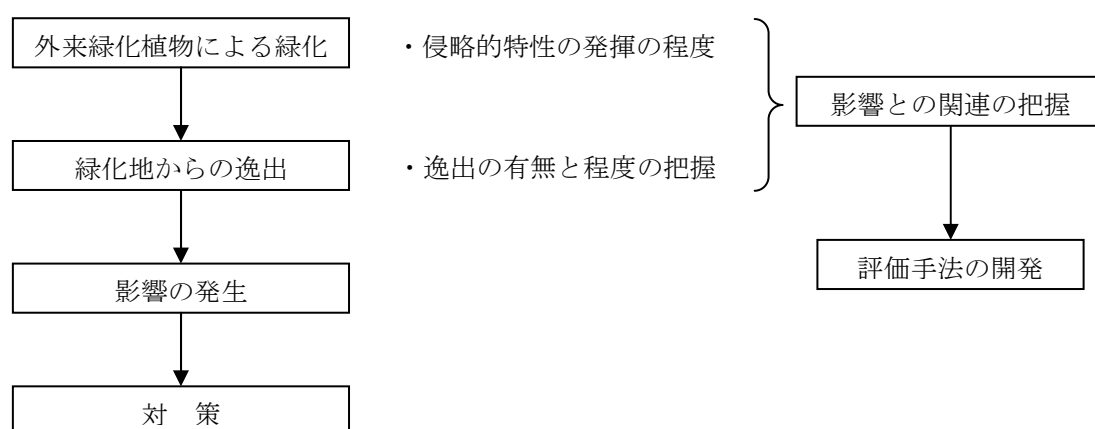 外来緑化植物による緑化
・侵略的特性の発揮の程度
影響との関連の把握
緑化地からの逸出
・逸出の有無と程度の把握
評価手法の開発
影響の発生
対　策